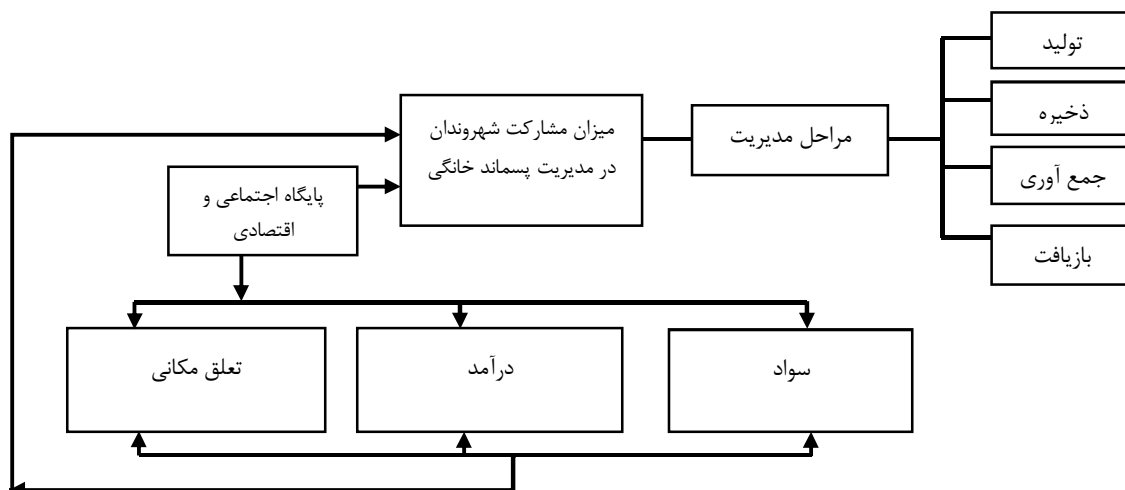 تولید
ذخیره
جمع آوری
بازیافت
مراحل مدیریت
میزان مشارکت شهروندان
در مدیریت پسماند خانگی
پایگاه اجتماعی و
اقتصادی
سواد
درآمد
تعلق مکانی